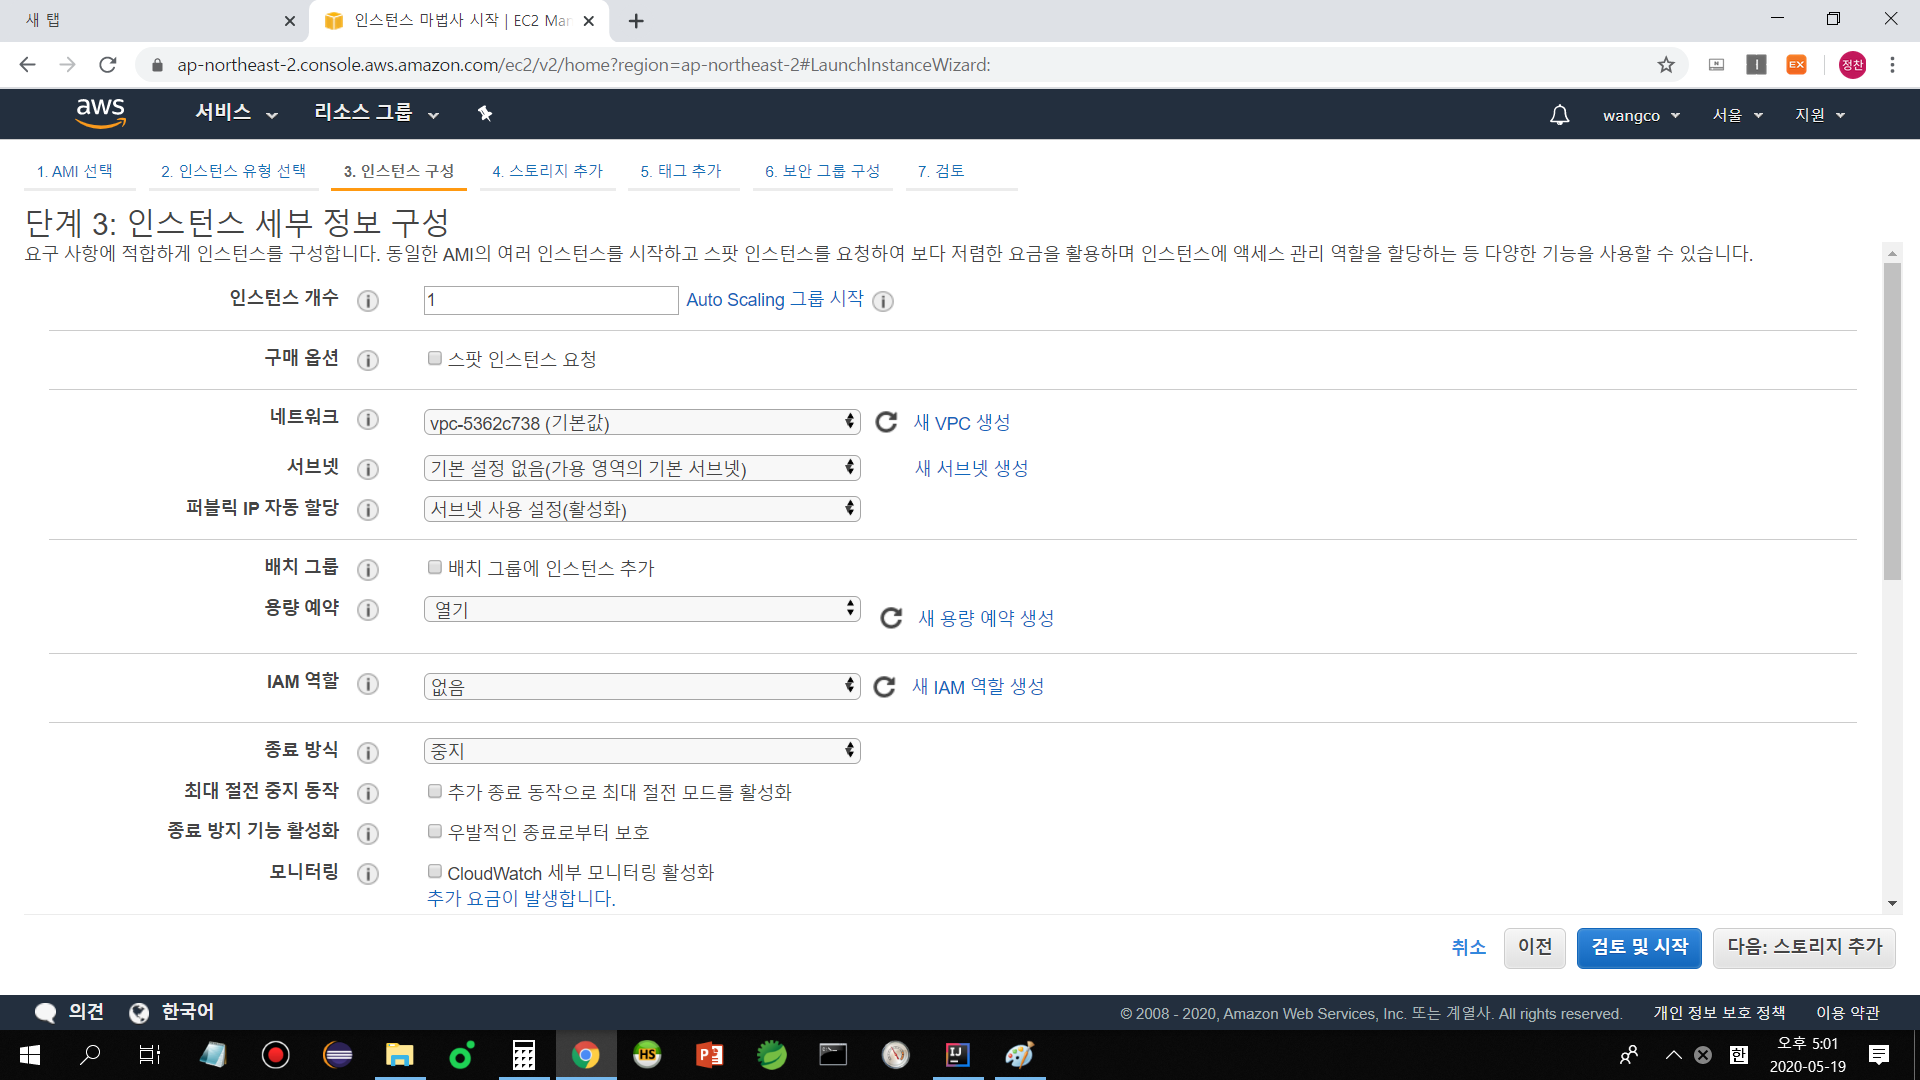 새 탭
인스턴스 마법사 시작 | EC2 Mar
ap-northeast-2.console.aws.amazon.com/ec2/v2/home?region=ap-northeast-2#LaunchInstanceWizard:
EX
정찬
aws
서비스
리소스 그룹
wangco
서울
지원
1. AMI 선택
2. 인스턴스 유형 선택
3. 인스턴스 구성
4. 스토리지 추가
5. 태그 추가
6. 보안 그룹 구성
7. 검토
단계 3: 인스턴스 세부 정보 구성
요구 사항에 적합하게 인스턴스를 구성합니다. 동일한 AMI의 여러 인스턴스를 시작하고 스팟 인스턴스를 요청하여 보다 저렴한 요금을 활용하며 인스턴스에 액세스 관리 역할을 할당하는 등 다양한 기능을 사용할 수 있습니다.
인스턴스 개수 i 1 Auto Scaling 그룹 시작 i
구매 옵션 i 스팟 인스턴스 요청
네트워크 i vpc-5362c738 (기본값) 새 VPC 생성
서브넷 i 기본 설정 없음(가용 영역의 기본 서브넷) 새 서브넷 생성
퍼블릭 IP 자동 할당 i 서브넷 사용 설정(활성화)
배치 그룹 i 배치 그룹에 인스턴스 추가
용량 예약 i 열기 새 용량 예약 생성
IAM 역할 i 없음 새 IAM 역할 생성
종료 방식 i 중지
최대 절전 중지 동작 i 추가 종료 동작으로 최대 절전 모드를 활성화
종료 방지 기능 활성화 i 우발적인 종료로부터 보호
모니터링 i CloudWatch 세부 모니터링 활성화
추가 요금이 발생합니다.
취소
이전
검토 및 시작
다음: 스토리지 추가
의견
한국어
© 2008 - 2020, Amazon Web Services, Inc. 또는 계열사. All rights reserved.
개인 정보 보호 정책
이용 약관
HS
P
IJ
한
오후 5:01
2020-05-19